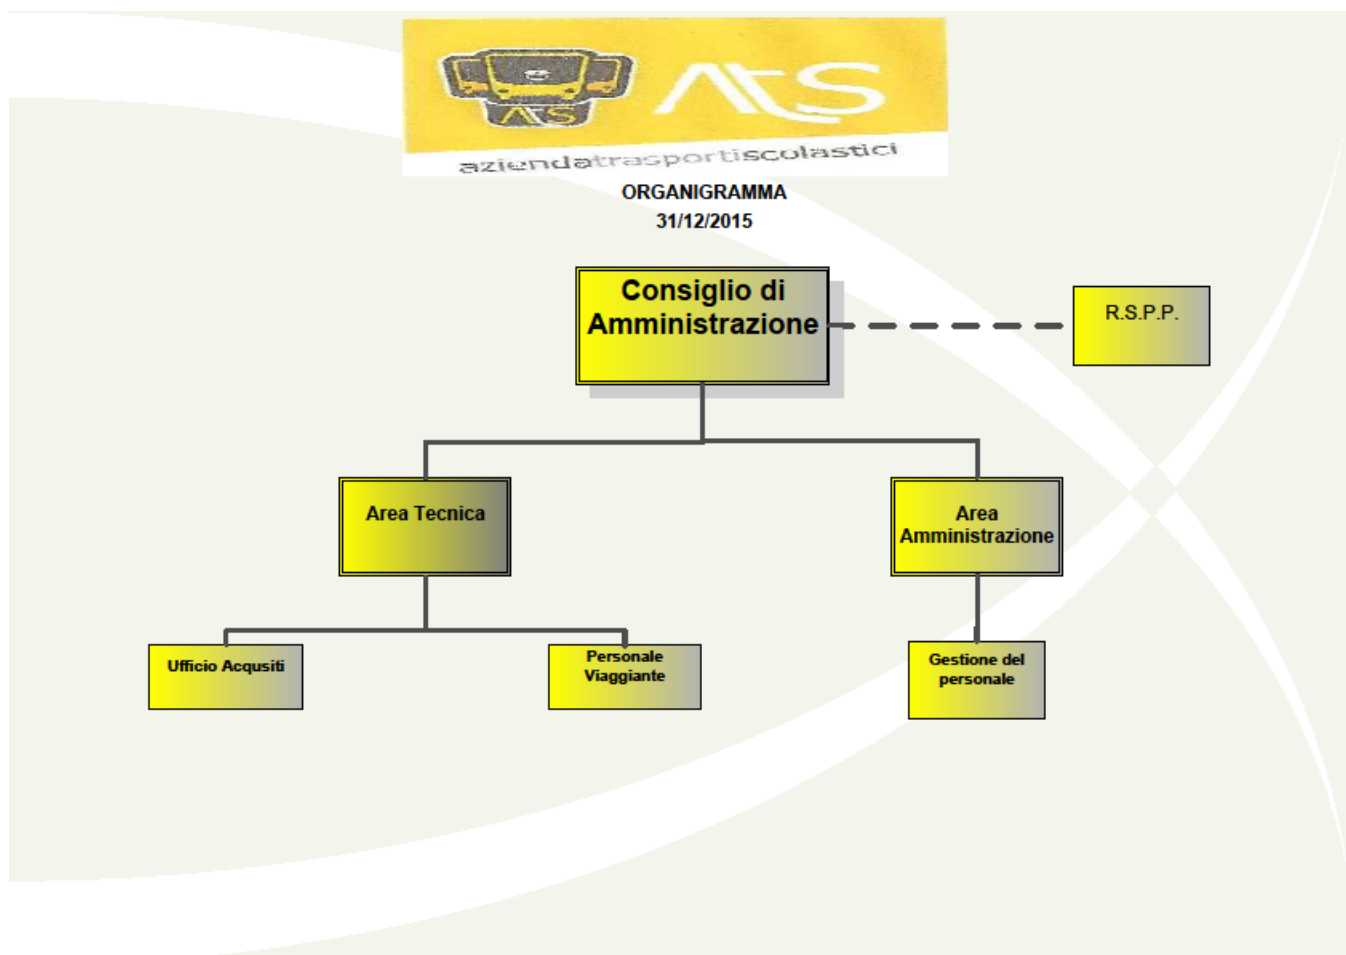 ATS
ATS
aziendatrasportiscolastici
ORGANIGRAMMA
31/12/2015
Consiglio di
Amministrazione
R.S.P.P.
Area Tecnica
Area
Amministrazione
Ufficio Acqusiti
Personale
Viaggiante
Gestione del
personale